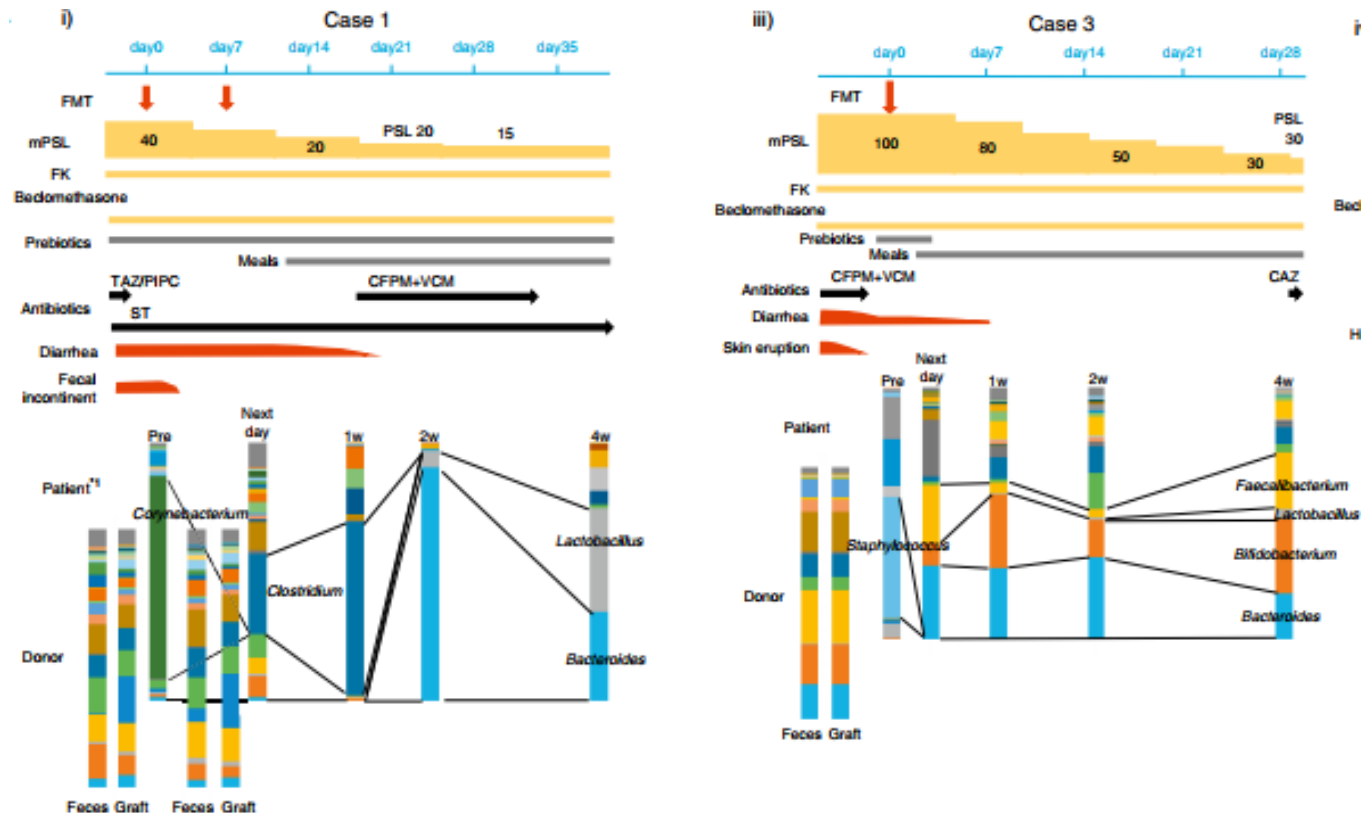 i)
Case 1
day0 day7 day14 day21 day28 day35
FMT
mPSL
40 20 PSL 20 15
FK
Beclomethasone
Prebiotics
Meals
TAZ/PIPC CFPM+VCM
Antibiotics
ST
Diarrhea
Fecal
incontinent
Pre
Next
day
1w 2w 4w
Patient*1
Corynebacterium
Clostridium
Lactobacillus
Bacteroides
Donor
Feces Graft Feces Graft
iii)
Case 3
day0 day7 day14 day21 day28
FMT
mPSL
100 80 50 30
PSL
30
FK
Beclomethasone
Prebiotics
Meals
CFPM+VCM CAZ
Antibiotics
Diarrhea
Skin eruption
Pre
Next
day
1w 2w 4w
Patient
Staphylococcus
Faecalibacterium
Lactobacillus
Bifidobacterium
Bacteroides
Donor
Feces Graft